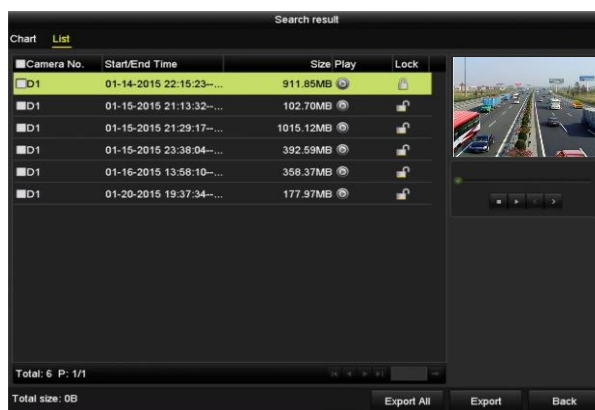 Search result
Chart List
Camera No. Start/End Time Size Play Lock
D1 01-14-2015 22:15:23--... 911.85MB
D1 01-15-2015 21:13:32--... 102.70MB
D1 01-15-2015 21:29:17--... 1015.12MB
D1 01-15-2015 23:38:04--... 392.59MB
D1 01-16-2015 13:58:10--... 358.37MB
D1 01-20-2015 19:37:34--... 177.97MB
Total: 6 P: 1/1
Total size: 0B Export All Export Back